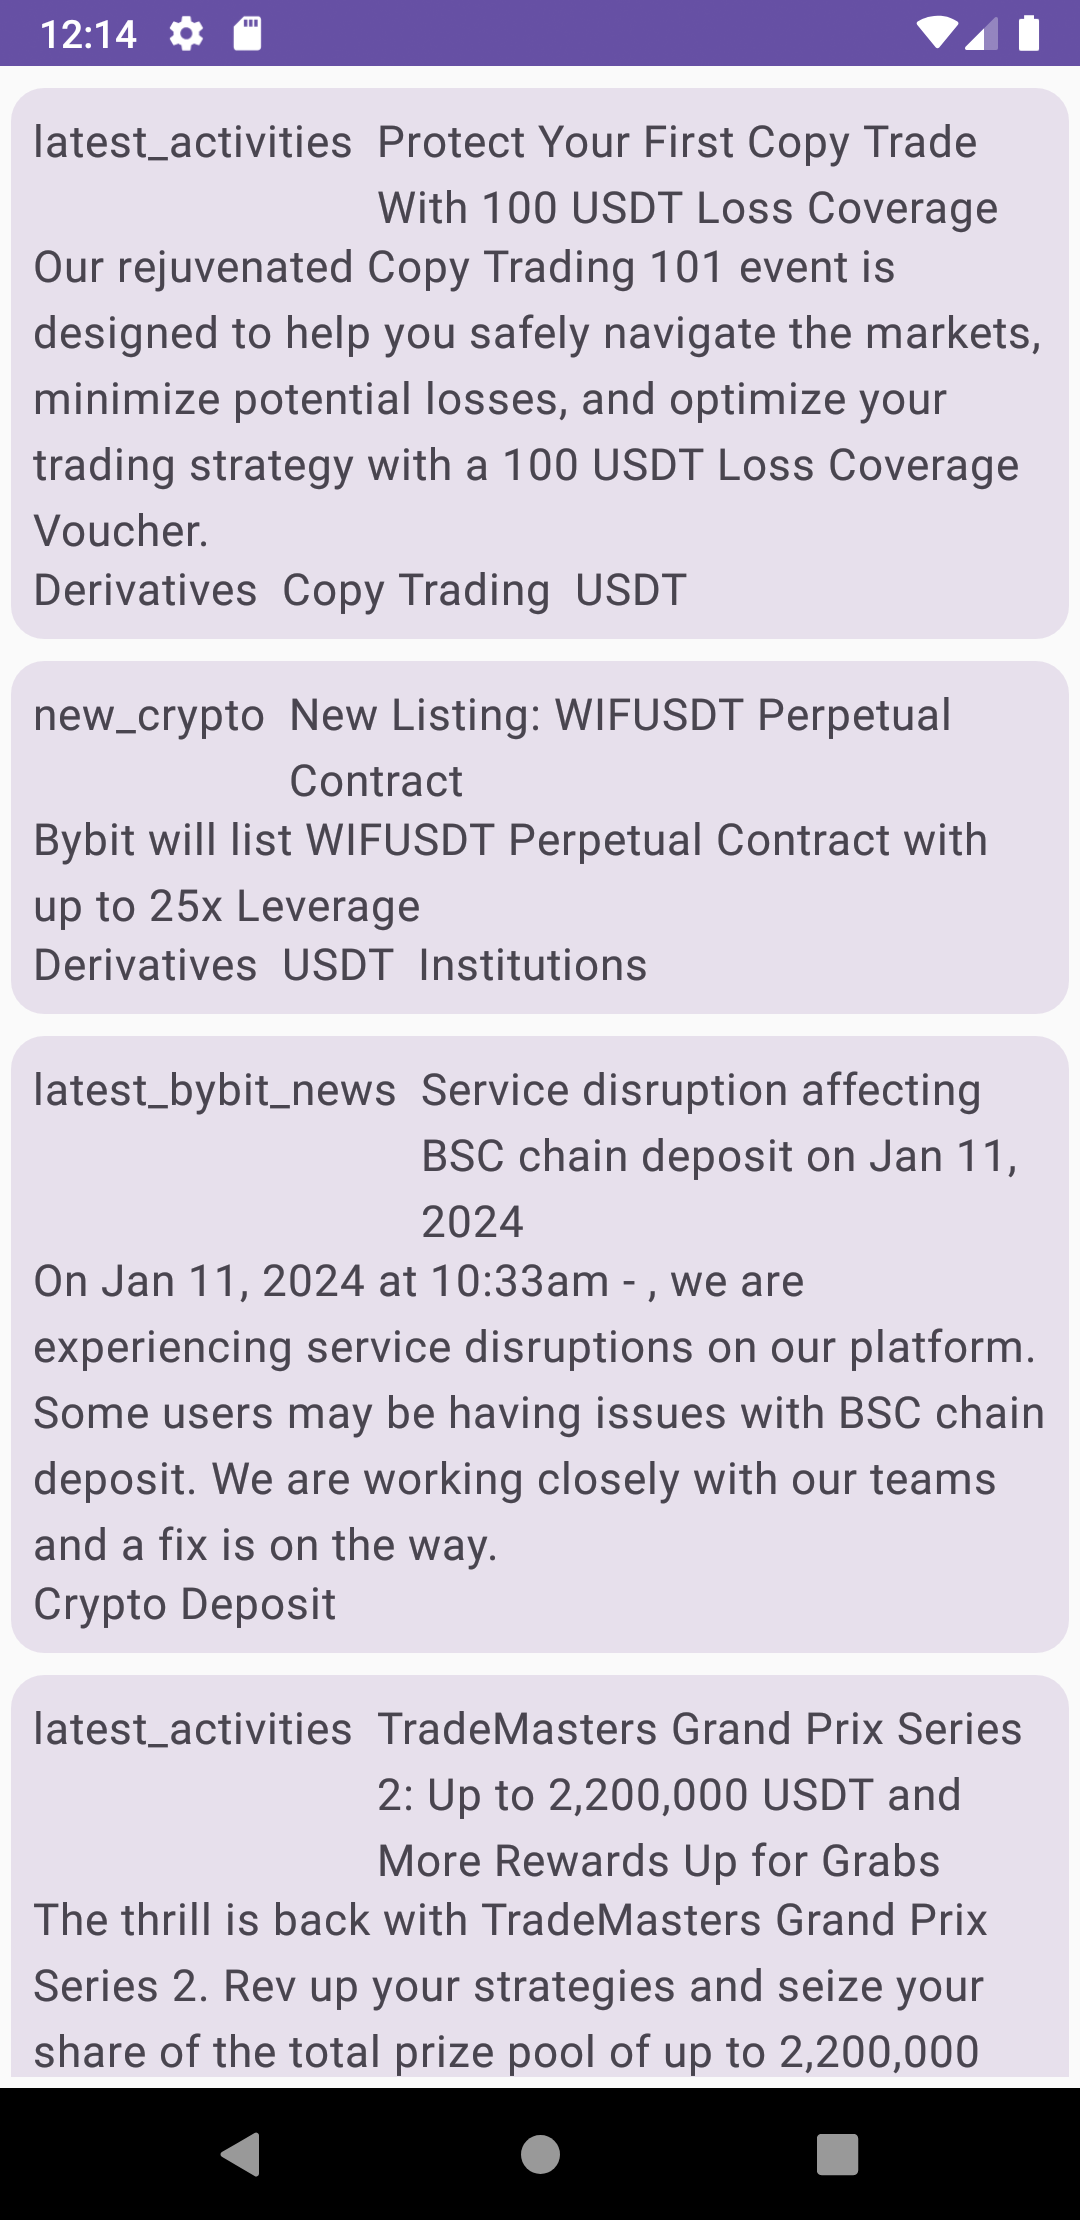 12:14
latest_activities Protect Your First Copy Trade
With 100 USDT Loss Coverage
Our rejuvenated Copy Trading 101 event is
designed to help you safely navigate the markets,
minimize potential losses, and optimize your
trading strategy with a 100 USDT Loss Coverage
Voucher.
Derivatives Copy Trading USDT
new_crypto New Listing: WIFUSDT Perpetual
Contract
Bybit will list WIFUSDT Perpetual Contract with
up to 25x Leverage
Derivatives USDT Institutions
latest_bybit_news Service disruption affecting
BSC chain deposit on Jan 11,
2024
On Jan 11, 2024 at 10:33am - , we are
experiencing service disruptions on our platform.
Some users may be having issues with BSC chain
deposit. We are working closely with our teams
and a fix is on the way.
Crypto Deposit
latest_activities TradeMasters Grand Prix Series
2: Up to 2,200,000 USDT and
More Rewards Up for Grabs
The thrill is back with TradeMasters Grand Prix
Series 2. Rev up your strategies and seize your
share of the total prize pool of up to 2,200,000